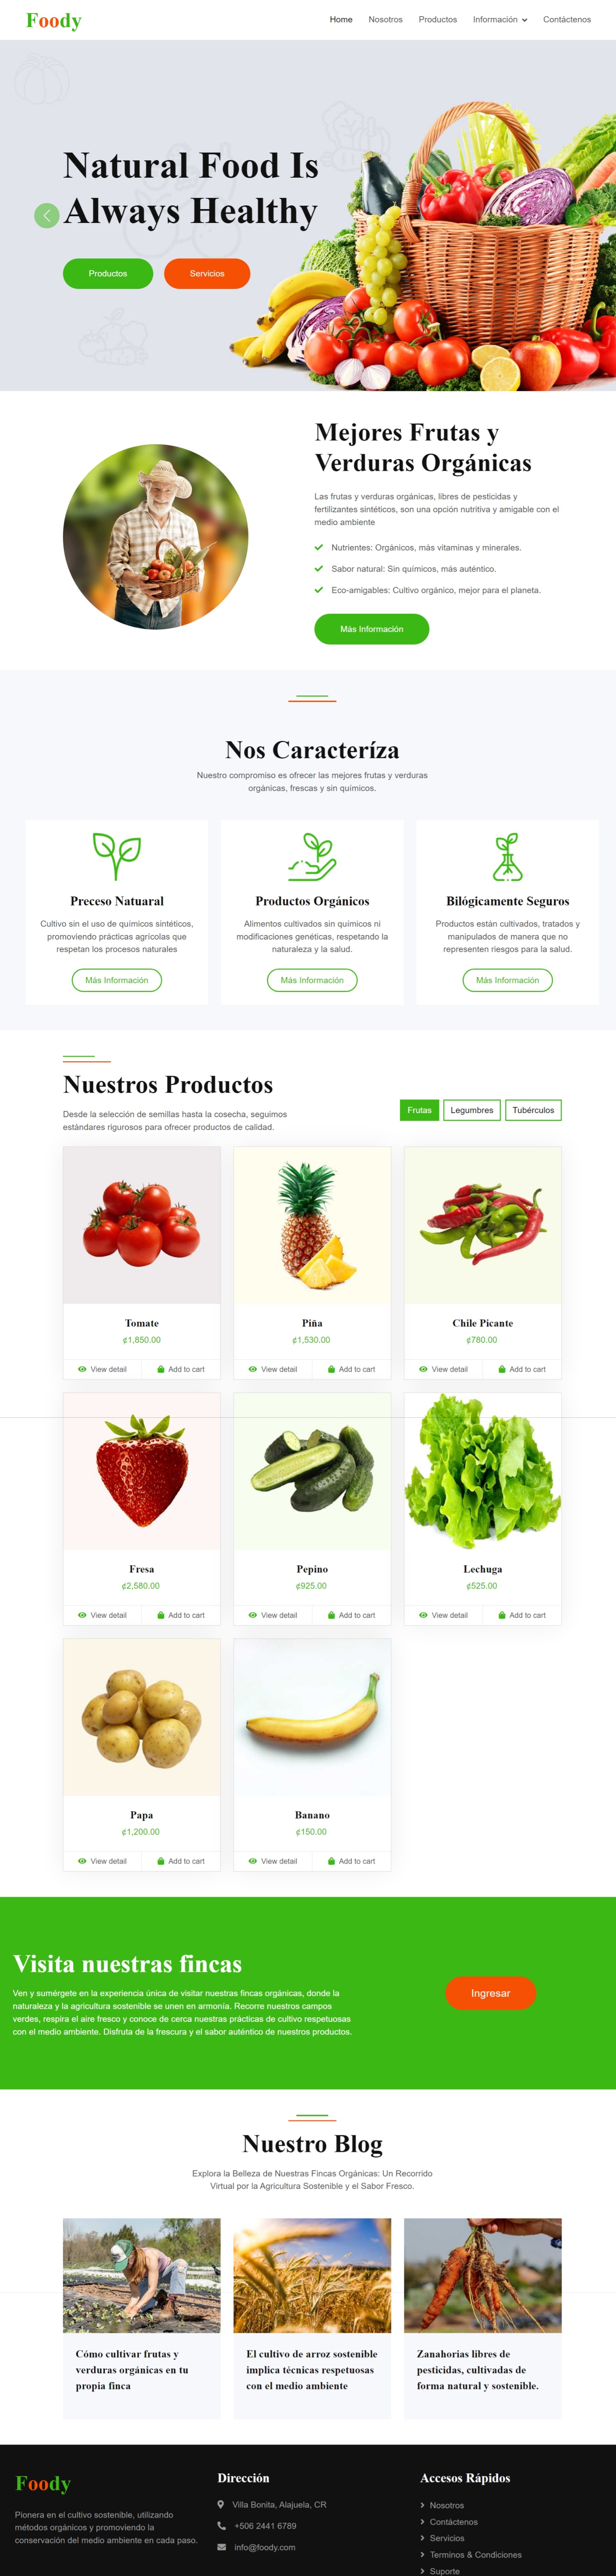 Foody
Home Nosotros Productos Información Contáctenos
Natural Food Is
Always Healthy
Productos Servicios
Mejores Frutas y
Verduras Orgánicas
Las frutas y verduras orgánicas, libres de pesticidas y
fertilizantes sintéticos, son una opción nutritiva y amigable con el
medio ambiente
Nutrientes: Orgánicos, más vitaminas y minerales.
Sabor natural: Sin químicos, más auténtico.
Eco-amigables: Cultivo orgánico, mejor para el planeta.
Más Información
Nos Caracteríza
Nuestro compromiso es ofrecer las mejores frutas y verduras
orgánicas, frescas y sin químicos.
Preceso Natuaral
Cultivo sin el uso de químicos sintéticos,
promoviendo prácticas agrícolas que
respetan los procesos naturales
Más Información
Productos Orgánicos
Alimentos cultivados sin químicos ni
modificaciones genéticas, respetando la
naturaleza y la salud.
Más Información
Bilógicamente Seguros
Productos están cultivados, tratados y
manipulados de manera que no
representen riesgos para la salud.
Más Información
Nuestros Productos
Desde la selección de semillas hasta la cosecha, seguimos
estándares rigurosos para ofrecer productos de calidad.
Frutas Legumbres Tubérculos
Tomate
₡1,850.00
View detail Add to cart
Piña
₡1,530.00
View detail Add to cart
Chile Picante
₡780.00
View detail Add to cart
Fresa
₡2,580.00
View detail Add to cart
Pepino
₡925.00
View detail Add to cart
Lechuga
₡525.00
View detail Add to cart
Papa
₡1,200.00
View detail Add to cart
Banano
₡150.00
View detail Add to cart
Visita nuestras fincas
Ven y sumérgete en la experiencia única de visitar nuestras fincas orgánicas, donde la
naturaleza y la agricultura sostenible se unen en armonía. Recorre nuestros campos
verdes, respira el aire fresco y conoce de cerca nuestras prácticas de cultivo respetuosas
con el medio ambiente. Disfruta de la frescura y el sabor auténtico de nuestros productos.
Ingresar
Nuestro Blog
Explora la Belleza de Nuestras Fincas Orgánicas: Un Recorrido
Virtual por la Agricultura Sostenible y el Sabor Fresco.
Cómo cultivar frutas y
verduras orgánicas en tu
propia finca
El cultivo de arroz sostenible
implica técnicas respetuosas
con el medio ambiente
Zanahorias libres de
pesticidas, cultivadas de
forma natural y sostenible.
Foody
Pionera en el cultivo sostenible, utilizando
métodos orgánicos y promoviendo la
conservación del medio ambiente en cada paso.
Dirección
Villa Bonita, Alajuela, CR
+506 2441 6789
info@foody.com
Accesos Rápidos
Nosotros
Contáctenos
Servicios
Terminos & Condiciones
Suporte